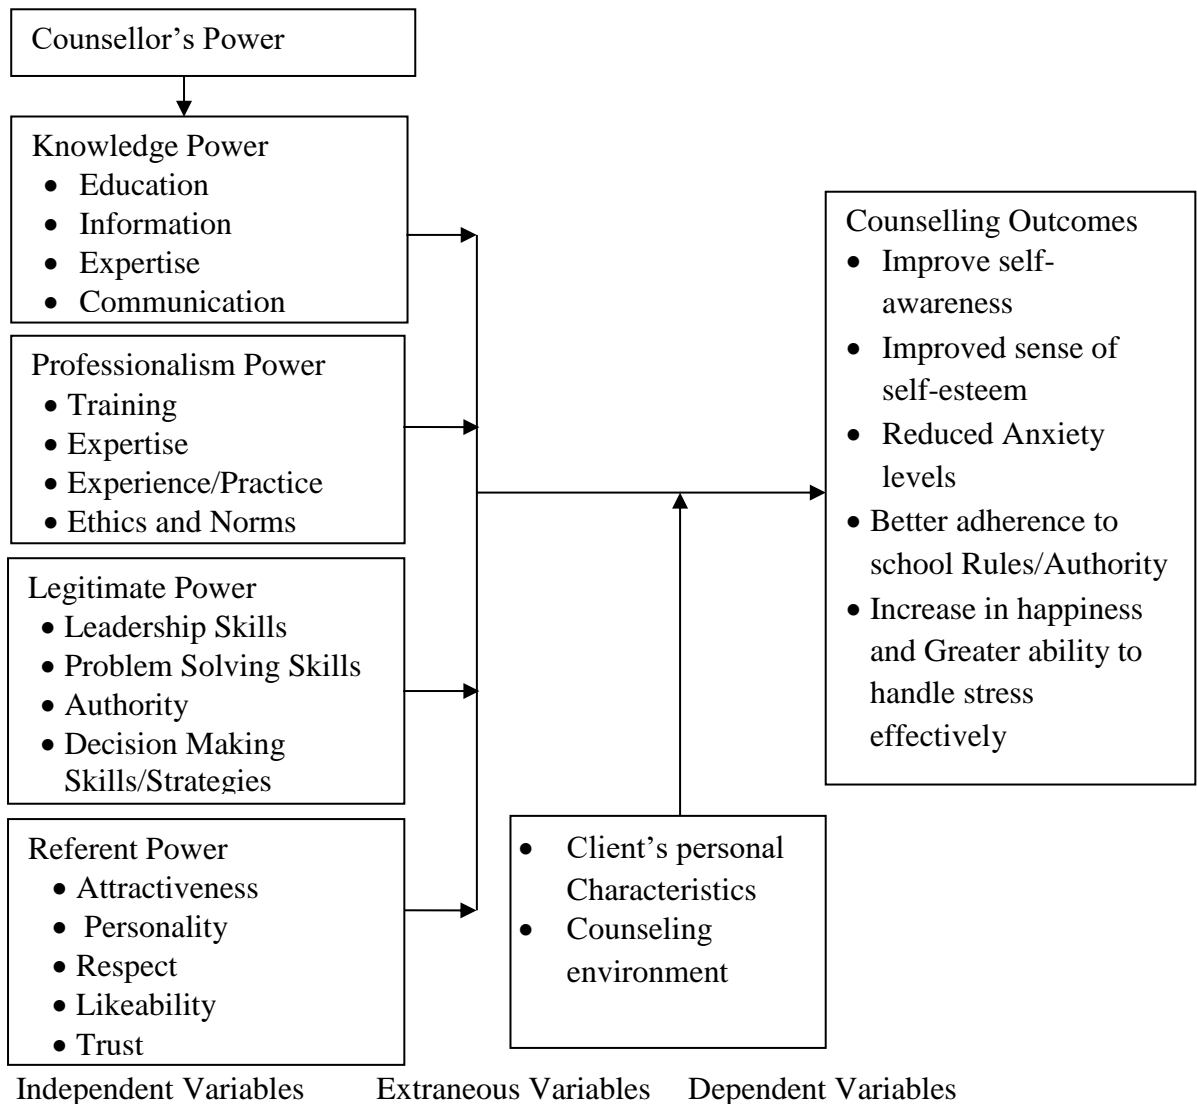 Counsellor’s Power
Knowledge Power
• Education
• Information
• Expertise
• Communication
Professionalism Power
• Training
• Expertise
• Experience/Practice
• Ethics and Norms
Legitimate Power
• Leadership Skills
• Problem Solving Skills
• Authority
• Decision Making
Skills/Strategies
Referent Power
• Attractiveness
• Personality
• Respect
• Likeability
• Trust
• Client’s personal
Characteristics
• Counseling
environment
Counselling Outcomes
• Improve self-
awareness
• Improved sense of
self-esteem
• Reduced Anxiety
levels
• Better adherence to
school Rules/Authority
• Increase in happiness
and Greater ability to
handle stress
effectively
Independent Variables Extraneous Variables Dependent Variables